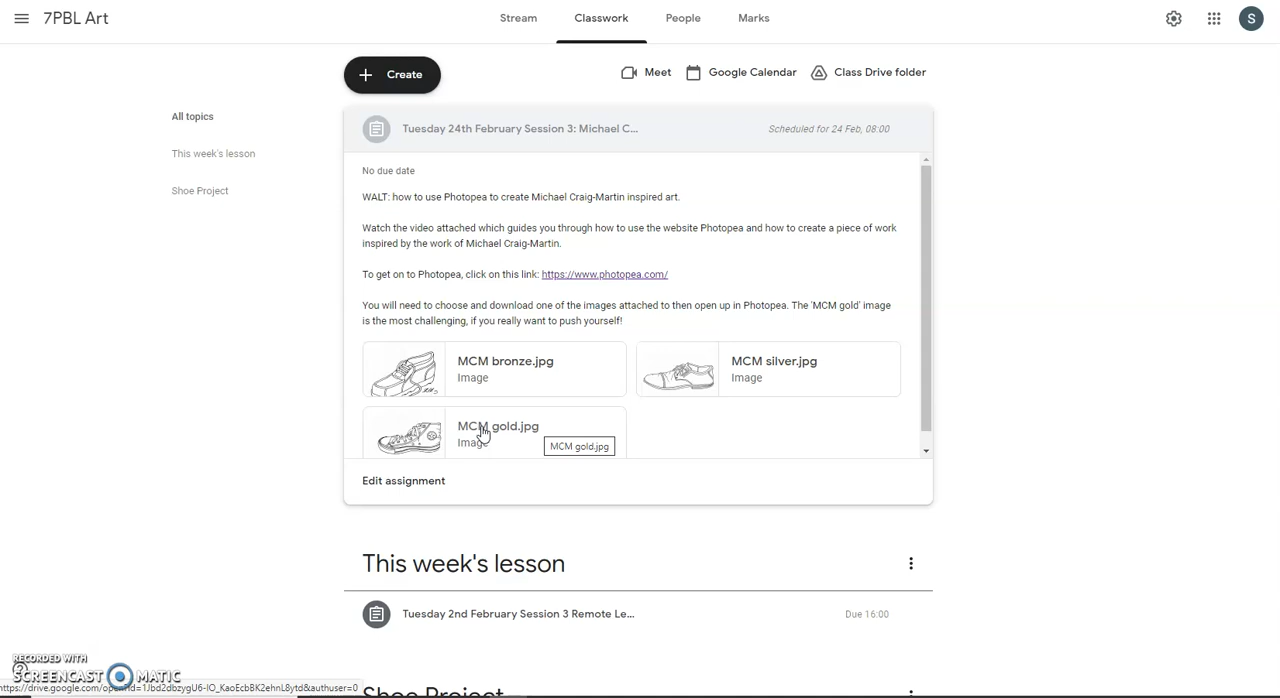 7PBL Art
Stream
Classwork
People
Marks
S
Create
Meet
Google Calendar
Class Drive folder
All topics
This week's lesson
Shoe Project
Tuesday 24th February Session 3: Michael C...
Scheduled for 24 Feb, 08:00
No due date
WALT: how to use Photopea to create Michael Craig-Martin inspired art.
Watch the video attached which guides you through how to use the website Photopea and how to create a piece of work
inspired by the work of Michael Craig-Martin.
To get on to Photopea, click on this link: https://www.photopea.com/
You will need to choose and download one of the images attached to then open up in Photopea. The 'MCM gold' image
is the most challenging, if you really want to push yourself!
MCM bronze.jpg
Image
MCM silver.jpg
Image
MCM gold.jpg
Image
MCM gold.jpg
Edit assignment
This week's lesson
Tuesday 2nd February Session 3 Remote Le...
Due 16:00
RECORDED WITH
SCREENCAST MATIC
Shoe Project